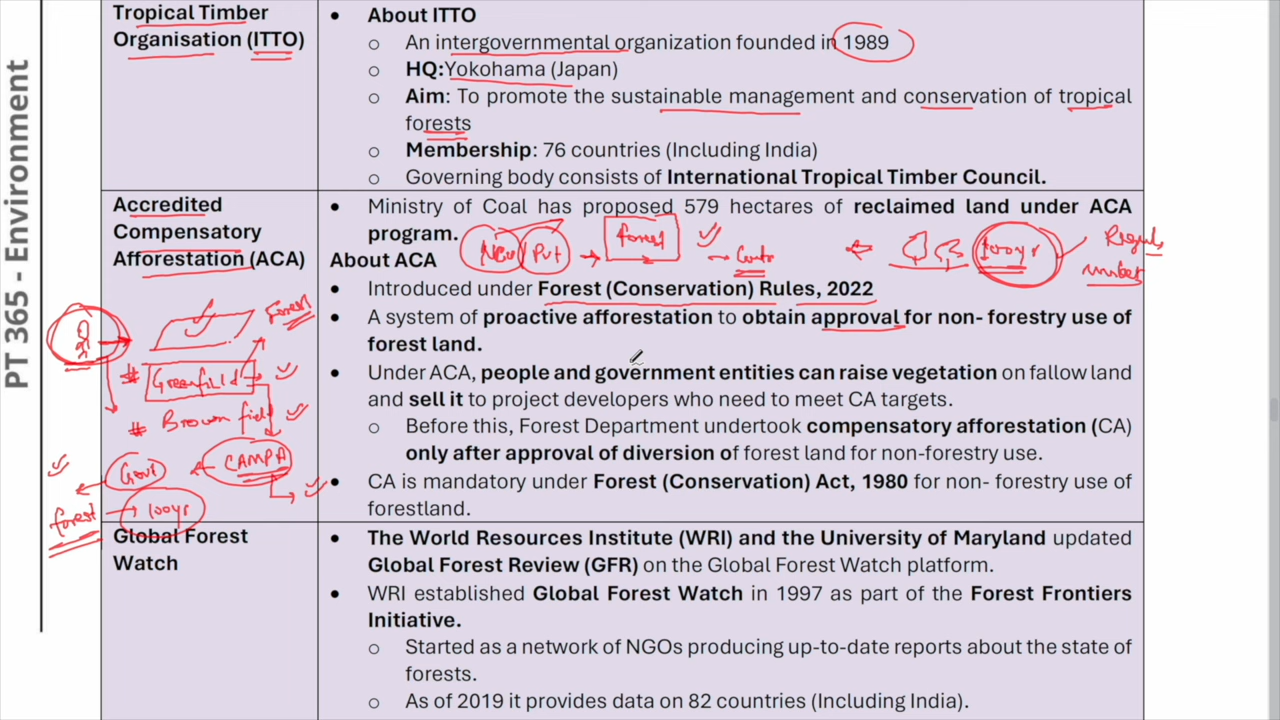 PT 365 - Environment
Tropical Timber
Organisation (ITTO)
• About ITTO
o An intergovernmental organization founded in 1989
o HQ:Yokohama (Japan)
o Aim: To promote the sustainable management and conservation of tropical
forests
o Membership: 76 countries (Including India)
o Governing body consists of International Tropical Timber Council.
Accredited
Compensatory
Afforestation (ACA)
• Ministry of Coal has proposed 579 hectares of reclaimed land under ACA
program.
forest
100yr
number
About ACA
• Introduced under Forest (Conservation) Rules, 2022
• A system of proactive afforestation to obtain approval for non- forestry use of
forest land.
• Under ACA, people and government entities can raise vegetation on fallow land
and sell it to project developers who need to meet CA targets.
o Before this, Forest Department undertook compensatory afforestation (CA)
only after approval of diversion of forest land for non-forestry use.
• CA is mandatory under Forest (Conservation) Act, 1980 for non- forestry use of
forestland.
Forest
# Greenfield
# Brown field
Govt
CAMPA
forest
100yr
Global Forest
Watch
• The World Resources Institute (WRI) and the University of Maryland updated
Global Forest Review (GFR) on the Global Forest Watch platform.
• WRI established Global Forest Watch in 1997 as part of the Forest Frontiers
Initiative.
o Started as a network of NGOs producing up-to-date reports about the state of
forests.
o As of 2019 it provides data on 82 countries (Including India).